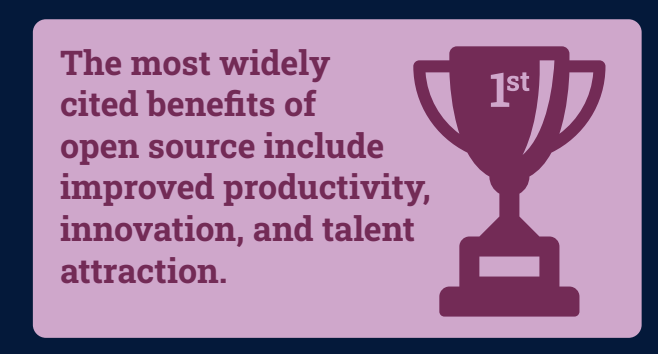 The most widely
cited benefits of
open source include
improved productivity,
innovation, and talent
attraction.
1st